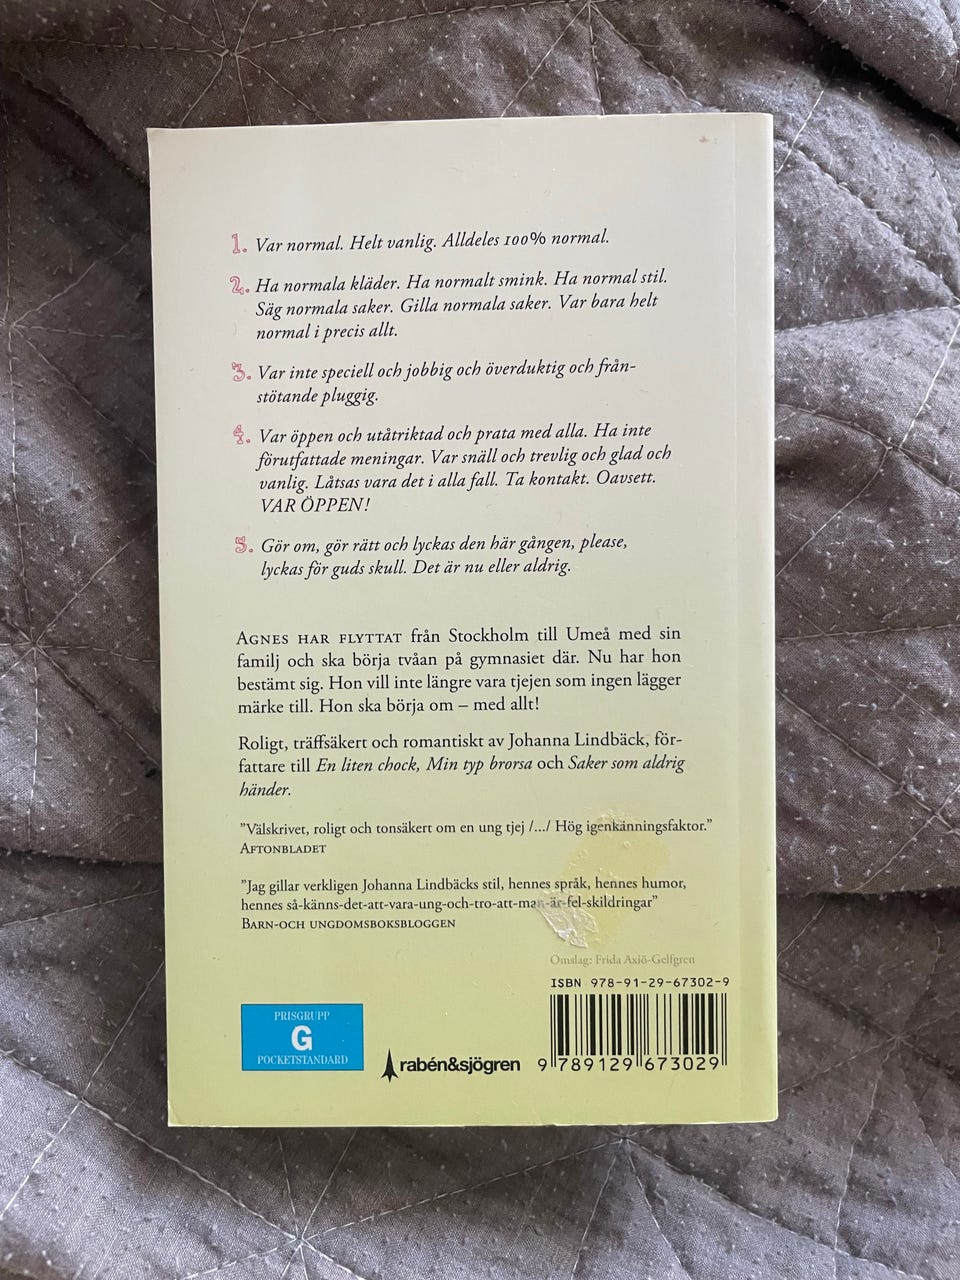 1. Var normal. Helt vanlig. Alldeles 100% normal.
2. Ha normala kläder. Ha normalt smink. Ha normal stil.
Säg normala saker. Gilla normala saker. Var bara helt
normal i precis allt.
3. Var inte speciell och jobbig och överduktig och från-
stötande pluggig.
4. Var öppen och utåtriktad och prata med alla. Ha inte
förutfattade meningar. Var snäll och trevlig och glad och
vanlig. Låtsas vara det i alla fall. Ta kontakt. Oavsett.
VAR ÖPPEN!
5. Gör om, gör rätt och lyckas den här gången, please,
lyckas för guds skull. Det är nu eller aldrig.
AGNES HAR FLYTTAT från Stockholm till Umeå med sin
familj och ska börja tvåan på gymnasiet där. Nu har hon
bestämt sig. Hon vill inte längre vara tjejen som ingen lägger
märke till. Hon ska börja om – med allt!
Roligt, träffsäkert och romantiskt av Johanna Lindbäck, för-
fattare till En liten chock, Min typ brorsa och Saker som aldrig
händer.
"Välskrivet, roligt och tonsäkert om en ung tjej /.../ Hög igenkänningsfaktor."
AFTONBLADET
"Jag gillar verkligen Johanna Lindbäcks stil, hennes språk, hennes humor,
hennes så-känns-det-att-vara-ung-och-tro-att-man-är-fel-skildringar"
BARN-OCH UNGDOMSBOKSBLOGGEN
Omslag: Frida Axiö-Gelfgren
ISBN 978-91-29-67302-9
PRISGRUPP
G
POCKETSTANDARD
rabén&sjögren
9 789129 673029